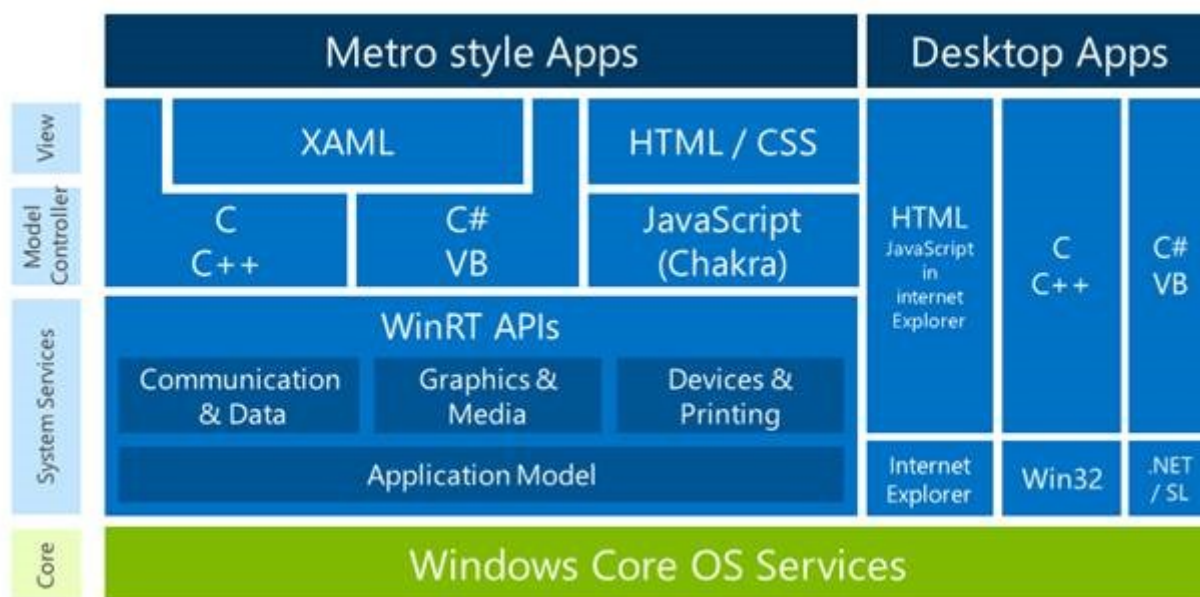 Metro style Apps
Desktop Apps
View
XAML
HTML / CSS
Model
Controller
C
C++
C#
VB
JavaScript
(Chakra)
HTML
JavaScript
in
internet
Explorer
C
C++
C#
VB
System Services
WinRT APIs
Communication
& Data
Graphics &
Media
Devices &
Printing
Application Model
Internet
Explorer
Win32
.NET
/ SL
Core
Windows Core OS Services